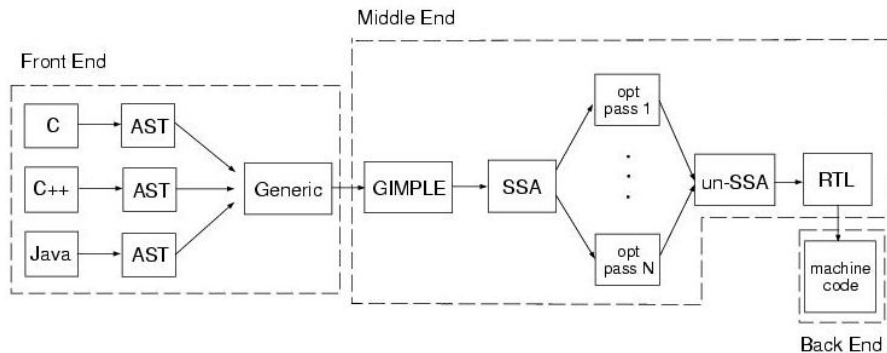 Middle End
Front End
C
AST
C++
AST
Java
AST
Generic
GIMPLE
SSA
opt
pass 1
opt
pass N
un-SSA
RTL
machine
code
Back End